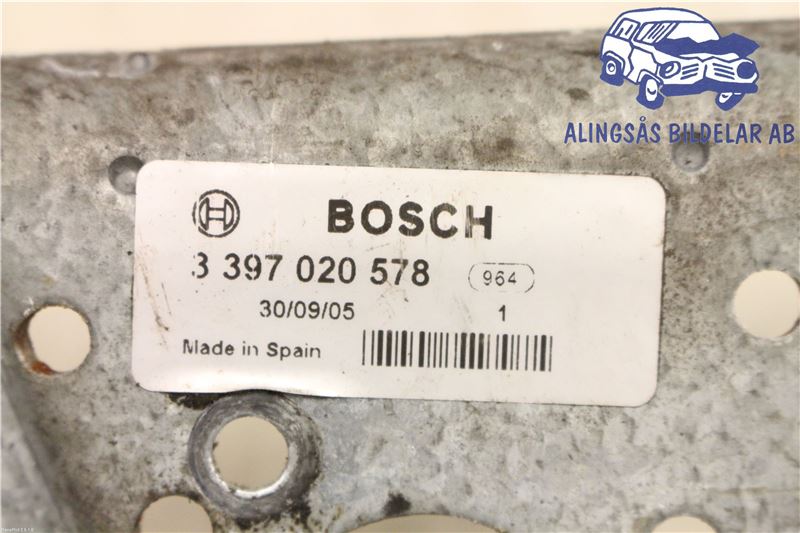 ALINGSÅS BILDELAR AB
BOSCH
3 397 020 578 964
30/09/05 1
Made in Spain